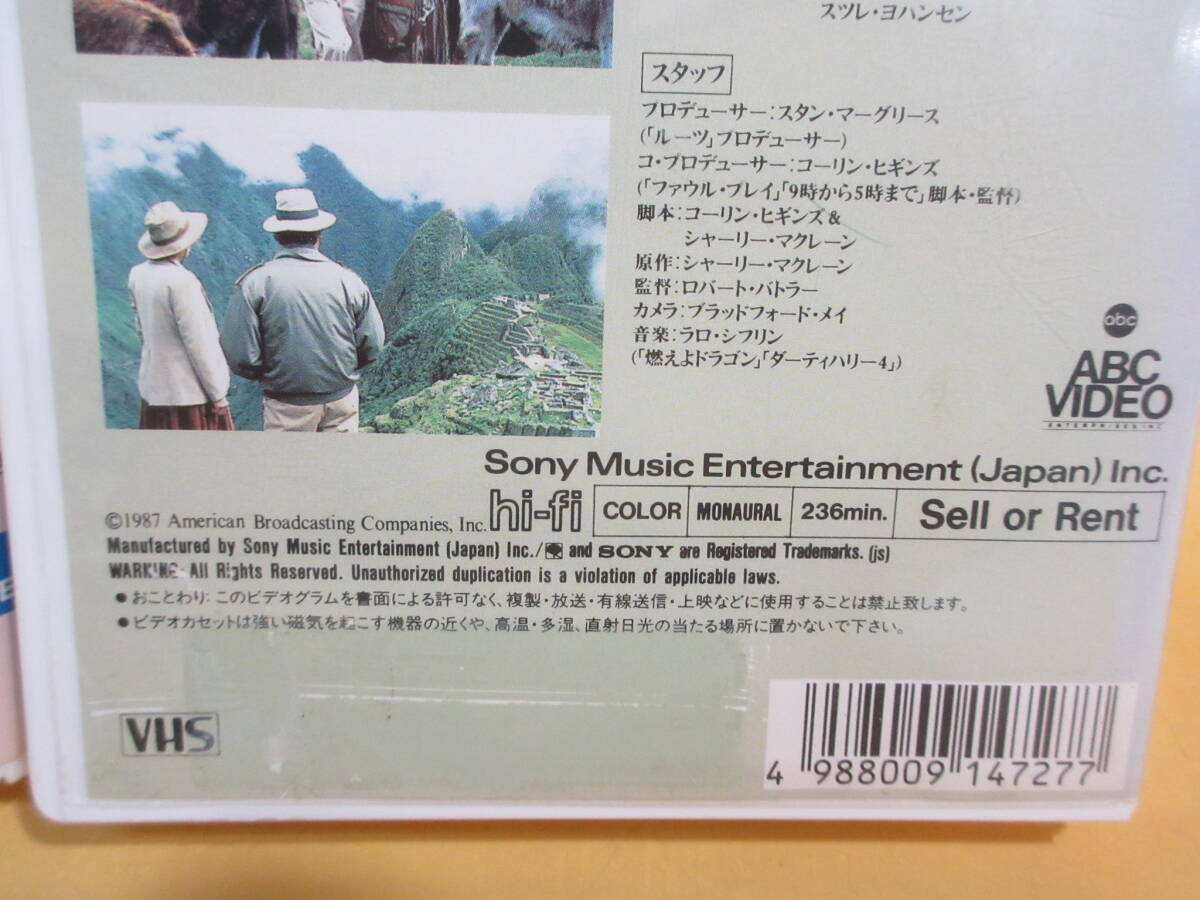 スツレ・ヨハンセン
スタッフ
プロデューサー:スタン・マーグリース
(「ルーツ」プロデューサー)
コ・プロデューサー:コーリン・ヒギンズ
(「ファウル・プレイ」「9時から5時まで」脚本・監督)
脚本:コーリン・ヒギンズ&
シャーリー・マクレーン
原作:シャーリー・マクレーン
監督:ロバート・バトラー
カメラ:ブラッドフォード・メイ
音楽:ラロ・シフリン
(「燃えよドラゴン」「ダーティハリー4」)
abc
ABC
VIDEO
ENTERPRISES INC
Sony Music Entertainment (Japan) Inc.
hi-fi COLOR MONAURAL 236min. Sell or Rent
©1987 American Broadcasting Companies, Inc.
Manufactured by Sony Music Entertainment (Japan) Inc./ and SONY are Registered Trademarks. (js)
WARNING: All Rights Reserved. Unauthorized duplication is a violation of applicable laws.
●おことわり:このビデオグラムを書面による許可なく、複製・放送・有線送信・上映などに使用することは禁止致します。
●ビデオカセットは強い磁気を起こす機器の近くや、高温・多湿、直射日光の当たる場所に置かないで下さい。
VHS
4 988009 147277